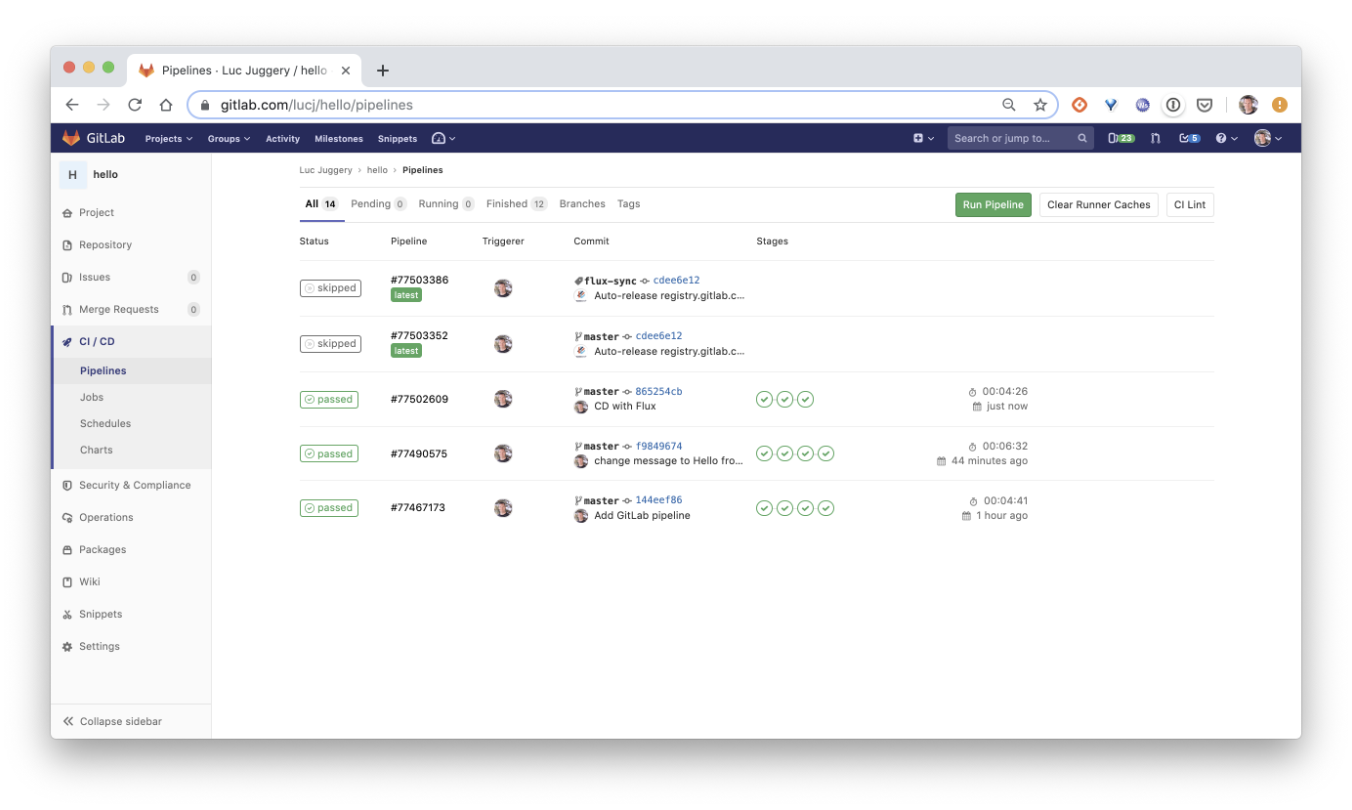 Pipelines · Luc Juggery / hello
gitlab.com/lucj/hello/pipelines
GitLab Projects Groups Activity Milestones Snippets Search or jump to... 23 5
H hello
Project
Repository
Issues 0
Merge Requests 0
CI / CD
Pipelines
Jobs
Schedules
Charts
Security & Compliance
Operations
Packages
Wiki
Snippets
Settings
Collapse sidebar
Luc Juggery › hello › Pipelines
All 14 Pending 0 Running 0 Finished 12 Branches Tags Run Pipeline Clear Runner Caches CI Lint
Status Pipeline Triggerer Commit Stages
skipped #77503386 latest flux-sync cdee6e12
Auto-release registry.gitlab.c...
skipped #77503352 latest master cdee6e12
Auto-release registry.gitlab.c...
passed #77502609 master 865254cb 00:04:26
CD with Flux just now
passed #77490575 master f9849674 00:06:32
change message to Hello fro... 44 minutes ago
passed #77467173 master 144eef86 00:04:41
Add GitLab pipeline 1 hour ago